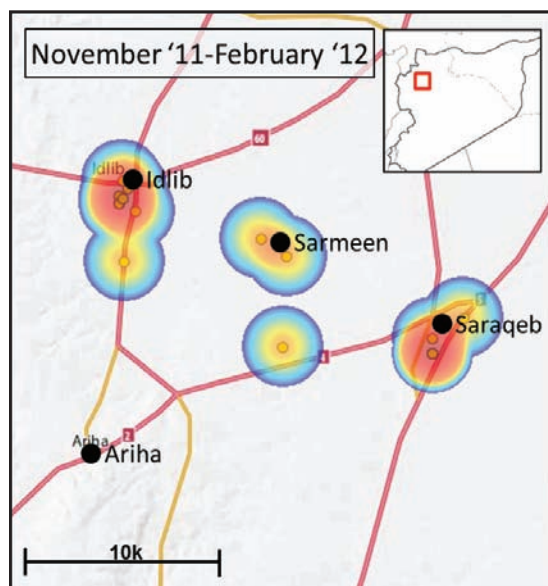 November ‘11-February ‘12
60
Idlib
Idlib
Sarmeen
Saraqeb
4
2
Ariha
Ariha
10k